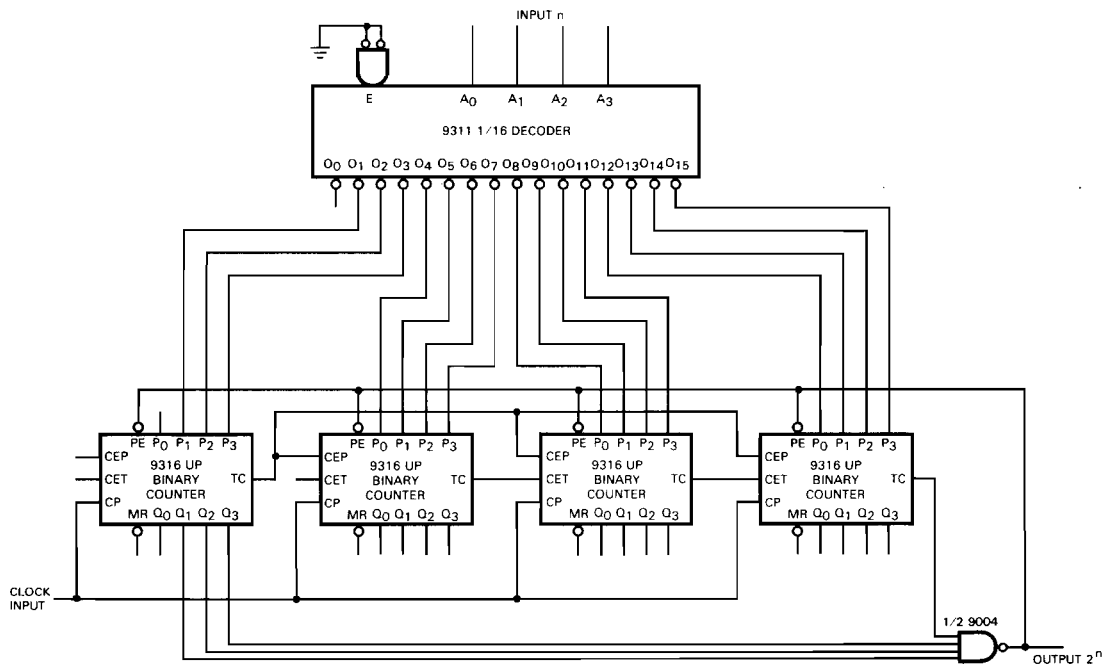 INPUT n
E A0 A1 A2 A3
9311 1/16 DECODER
O0 O1 O2 O3 O4 O5 O6 O7 O8 O9 O10 O11 O12 O13 O14 O15
PE P0 P1 P2 P3
CEP
9316 UP
BINARY
COUNTER
CET
TC
CP
MR Q0 Q1 Q2 Q3
PE P0 P1 P2 P3
CEP
9316 UP
BINARY
COUNTER
CET
TC
CP
MR Q0 Q1 Q2 Q3
PE P0 P1 P2 P3
CEP
9316 UP
BINARY
COUNTER
CET
TC
CP
MR Q0 Q1 Q2 Q3
PE P0 P1 P2 P3
CEP
9316 UP
BINARY
COUNTER
CET
TC
CP
MR Q0 Q1 Q2 Q3
CLOCK
INPUT
1/2 9004
OUTPUT 2^n